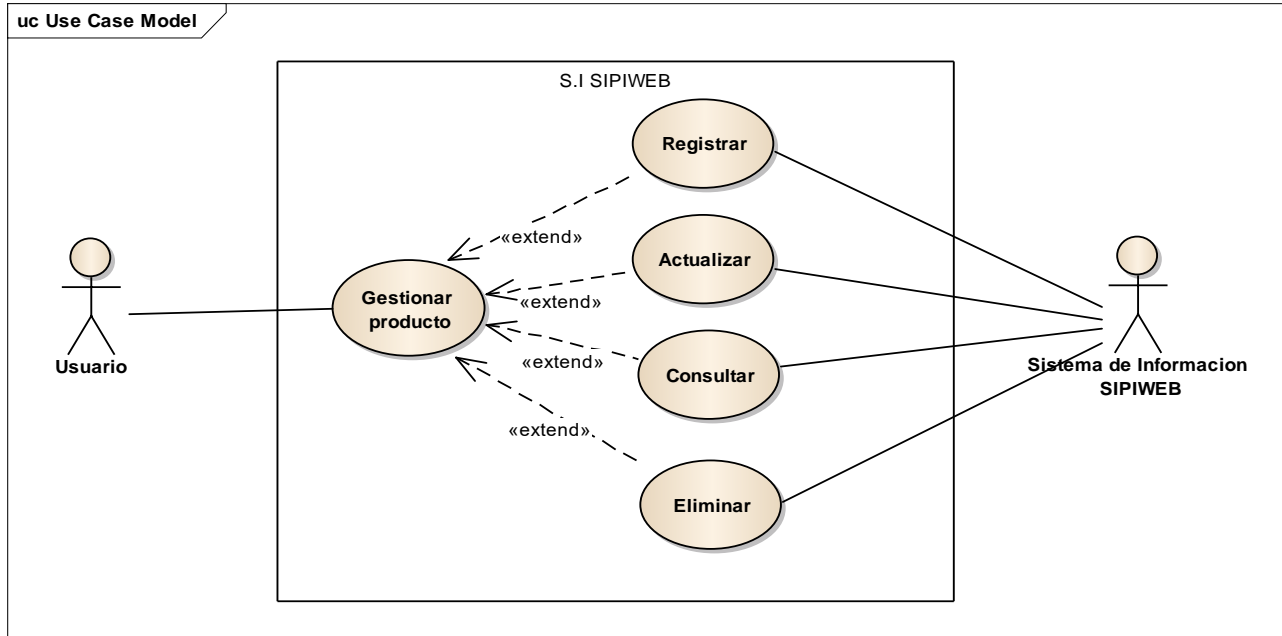 uc Use Case Model
S.I SIPIWEB
Registrar
«extend»
Actualizar
Gestionar
producto
«extend»
Usuario
«extend»
Consultar
Sistema de Informacion
SIPIWEB
«extend»
Eliminar